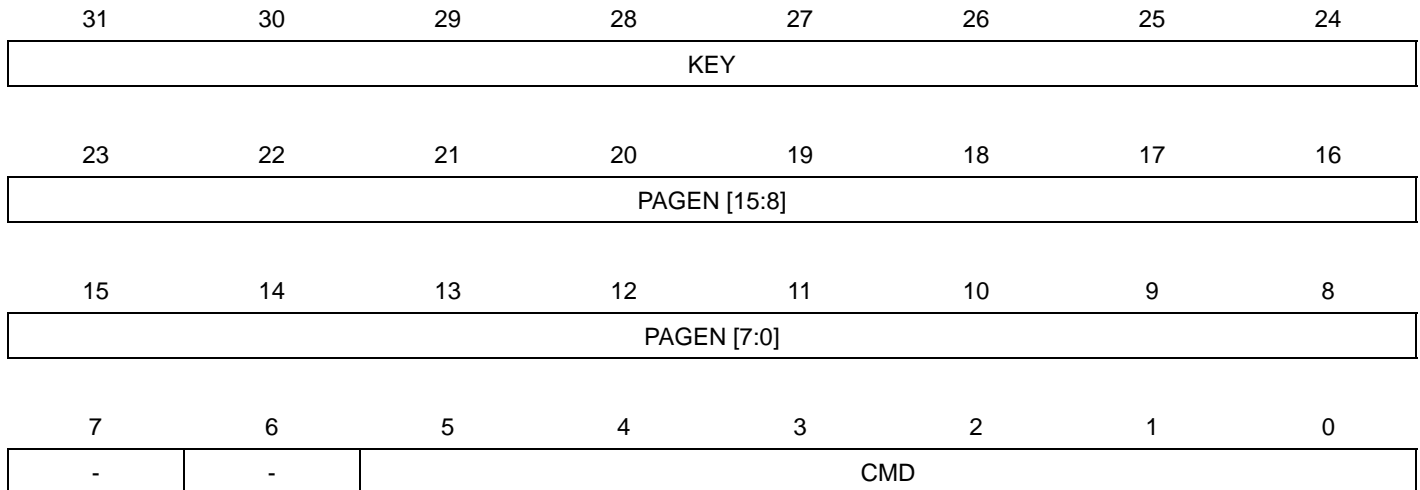 31 30 29 28 27 26 25 24
KEY
23 22 21 20 19 18 17 16
PAGEN [15:8]
15 14 13 12 11 10 9 8
PAGEN [7:0]
7 6 5 4 3 2 1 0
- - CMD